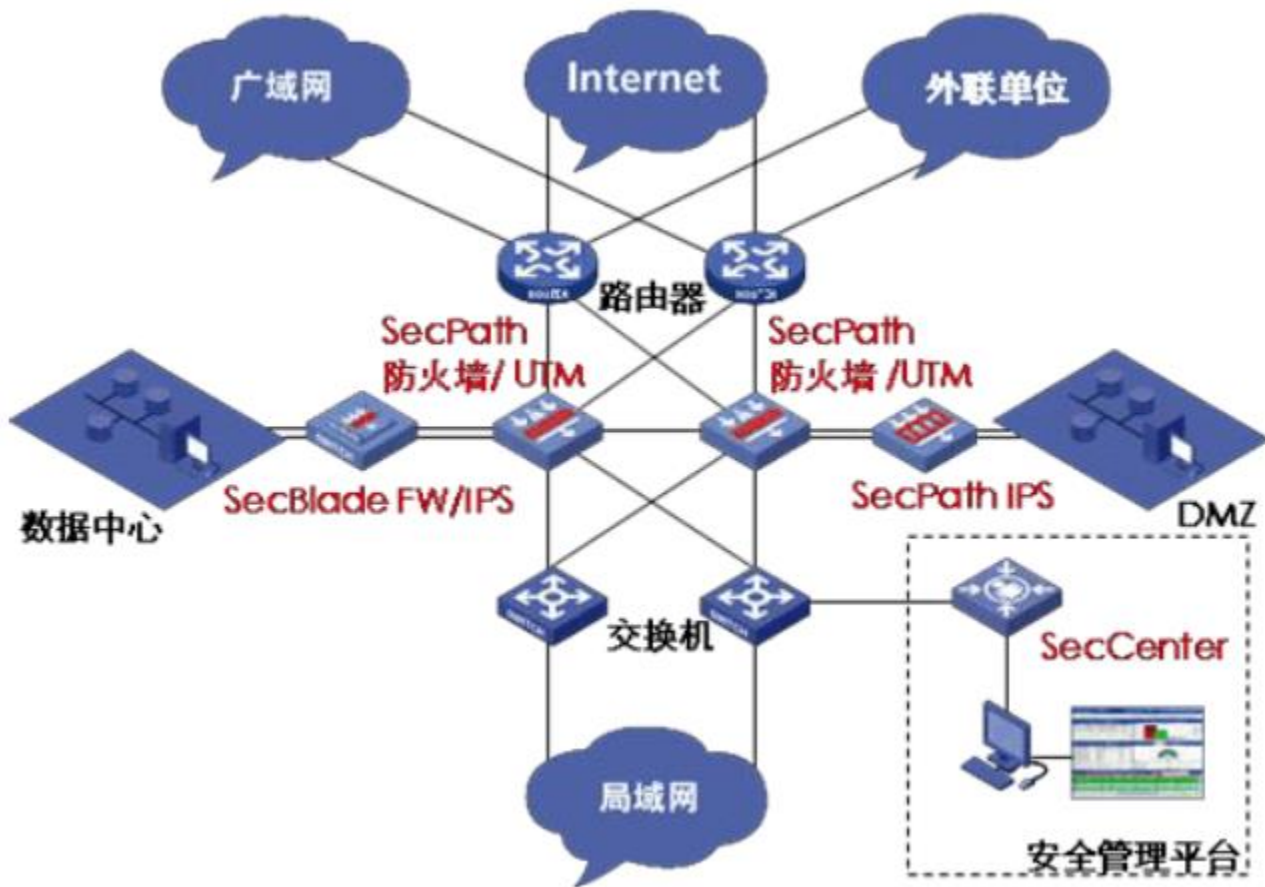 广域网
Internet
外联单位
路由器
SecPath
防火墙/ UTM
SecPath
防火墙 /UTM
SecBlade FW/IPS
SecPath IPS
数据中心
DMZ
交换机
SecCenter
局域网
安全管理平台